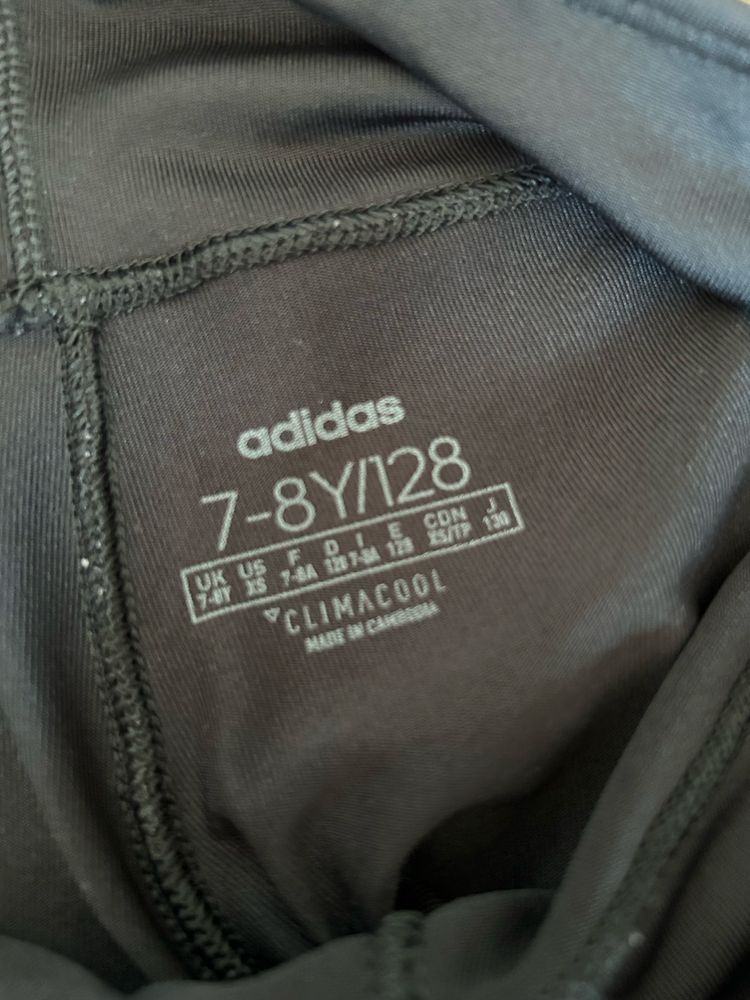 adidas
7-8Y/128
UK US F D I E CDN J
7-8Y XS 7-8A 128 7-8A 128 XS/TP 130
CLIMACOOL
MADE IN CAMBODIA